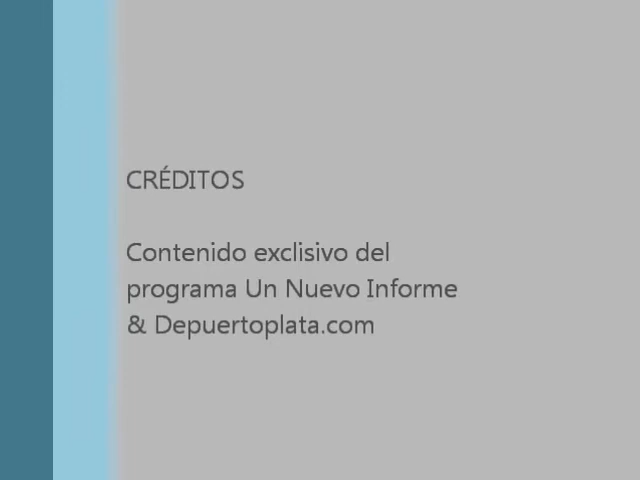 CRÉDITOS
Contenido exclisivo del
programa Un Nuevo Informe
& Depuertoplata.com